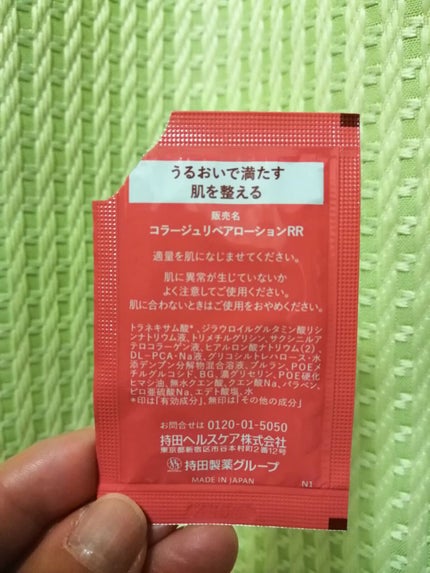 うるおいで満たす
肌を整える
販売名
コラージュリペアローションRR
適量を肌になじませてください。
肌に異常が生じていないか
よく注意してご使用ください。
肌に合わないときはご使用をおやめください。
トラネキサム酸*、ジラウロイルグルタミン酸リシ
ンナトリウム液、トリメチルグリシン、サクシニルア
テロコラーゲン液、ヒアルロン酸ナトリウム(2)、
DL-PCA・Na液、グリコシルトレハロース・水
添デンプン分解物混合溶液、プルラン、POEメ
チルグルコシド、BG、濃グリセリン、POE硬化
ヒマシ油、無水クエン酸、クエン酸Na、パラベン、
ピロ亜硫酸Na、エデト酸塩、水
*印は「有効成分」、無印は「その他の成分」
お問合せは 0120-01-5050
持田ヘルスケア株式会社
東京都新宿区市谷本村町2番12号
持田製薬グループ
MADE IN JAPAN
N1